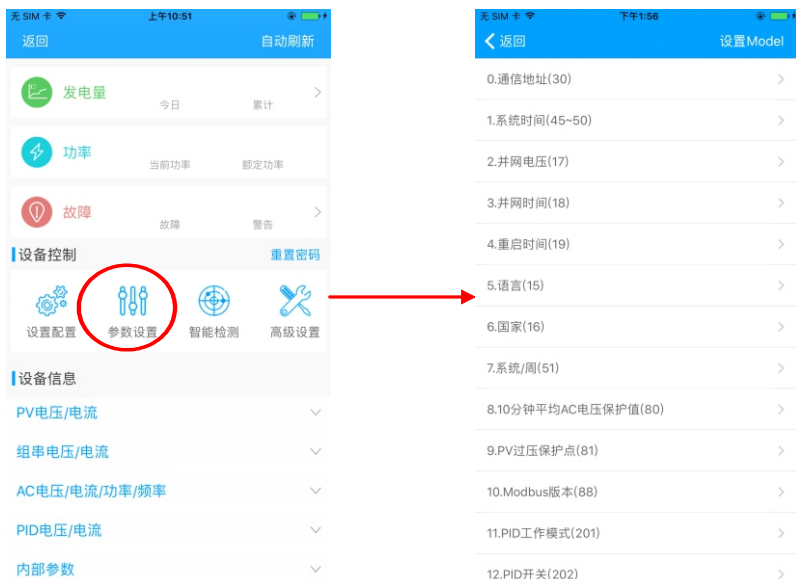 无 SIM 卡 上午10:51
返回 自动刷新
发电量
今日 累计
功率
当前功率 额定功率
故障
故障 警告
设备控制 重置密码
设置配置 参数设置 智能检测 高级设置
设备信息
PV电压/电流
组串电压/电流
AC电压/电流/功率/频率
PID电压/电流
内部参数
无 SIM 卡 下午1:56
返回 设置Model
0.通信地址(30)
1.系统时间(45~50)
2.并网电压(17)
3.并网时间(18)
4.重启时间(19)
5.语言(15)
6.国家(16)
7.系统/周(51)
8.10分钟平均AC电压保护值(80)
9.PV过压保护点(81)
10.Modbus版本(88)
11.PID工作模式(201)
12.PID开关(202)